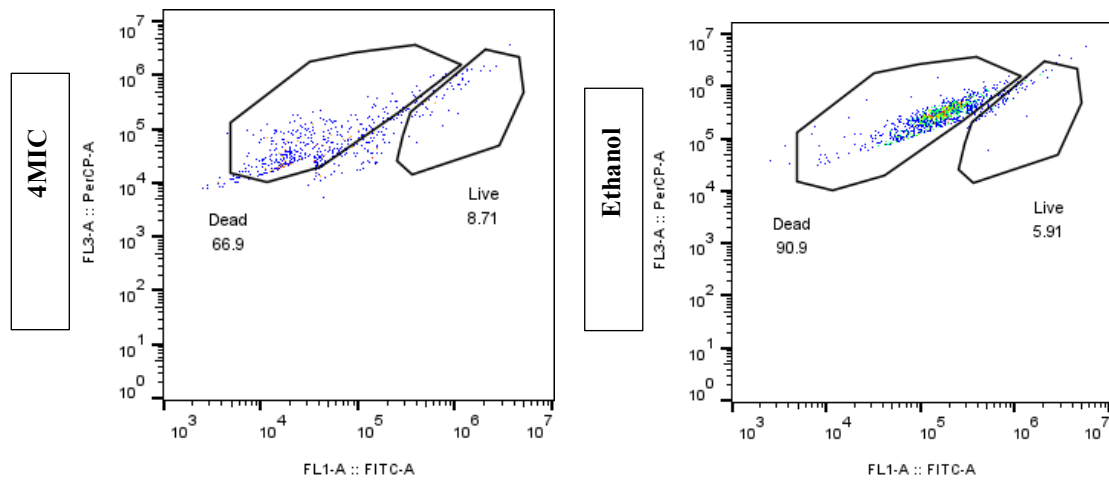 4MIC
FL3-A :: PerCP-A
10^7
10^6
10^5
10^4
10^3
10^2
10^1
10^0
Dead
66.9
Live
8.71
10^3 10^4 10^5 10^6 10^7
FL1-A :: FITC-A
Ethanol
FL3-A :: PerCP-A
10^7
10^6
10^5
10^4
10^3
10^2
10^1
10^0
Dead
90.9
Live
5.91
10^3 10^4 10^5 10^6 10^7
FL1-A :: FITC-A